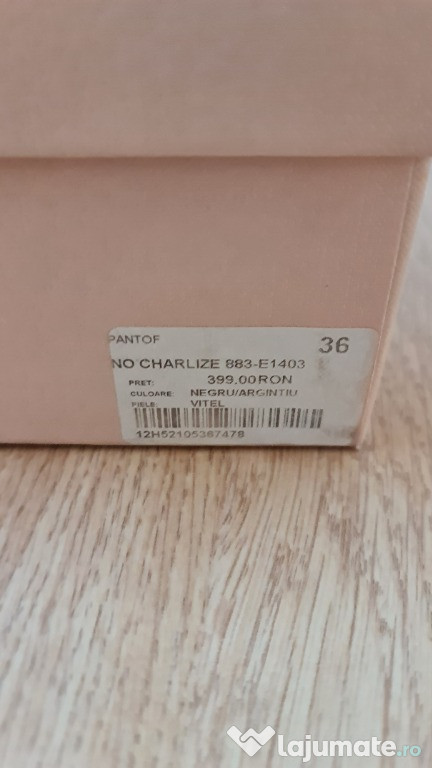 PANTOF 36
NO CHARLIZE 883-E1403
PRET: 399.00RON
CULOARE: NEGRU/ARGINTIU
PIELE: VITEL
12H52105367478
lajumate.ro